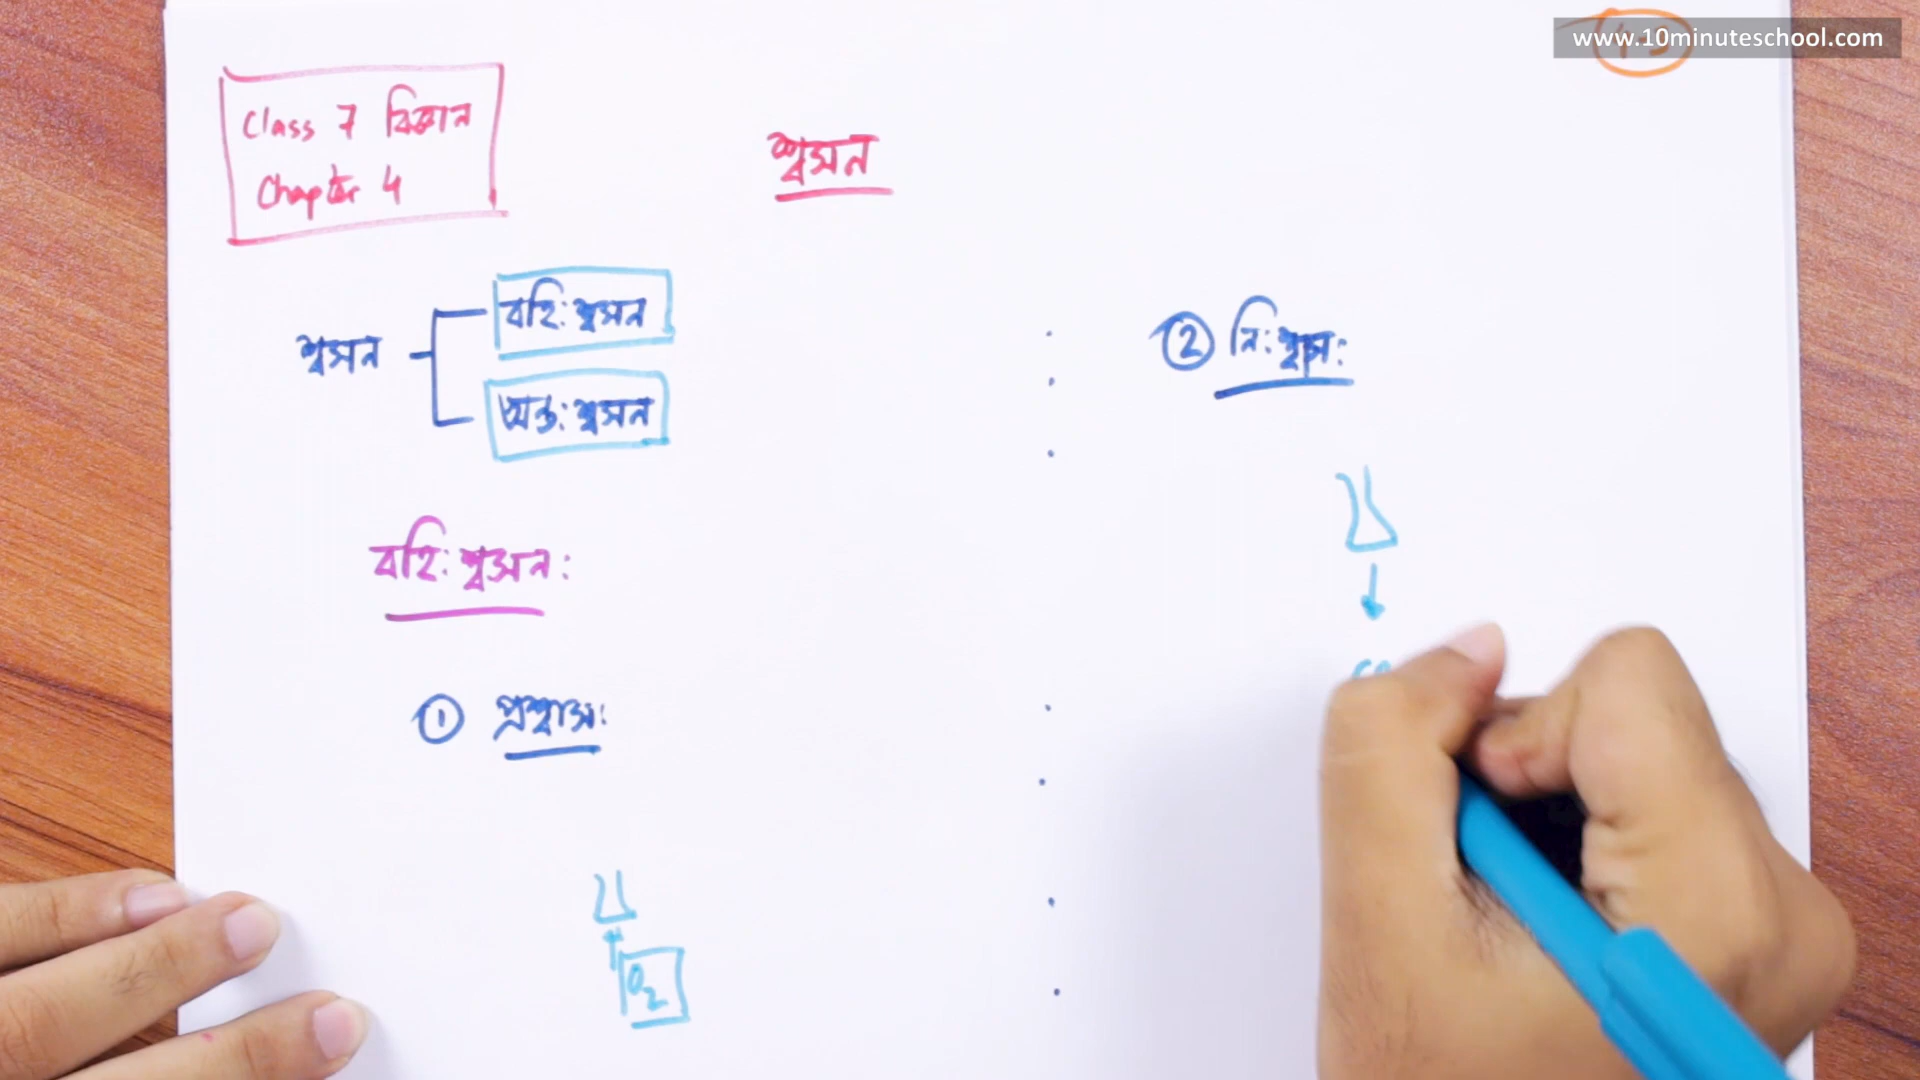 www.10minuteschool.com
Class 7 বিজ্ঞান
Chapter 4
শ্বসন
শ্বসন
বহি:শ্বসন
অন্ত:শ্বসন
বহি:শ্বসন:
① প্রশ্বাস:
O₂
② নি:শ্বাস: